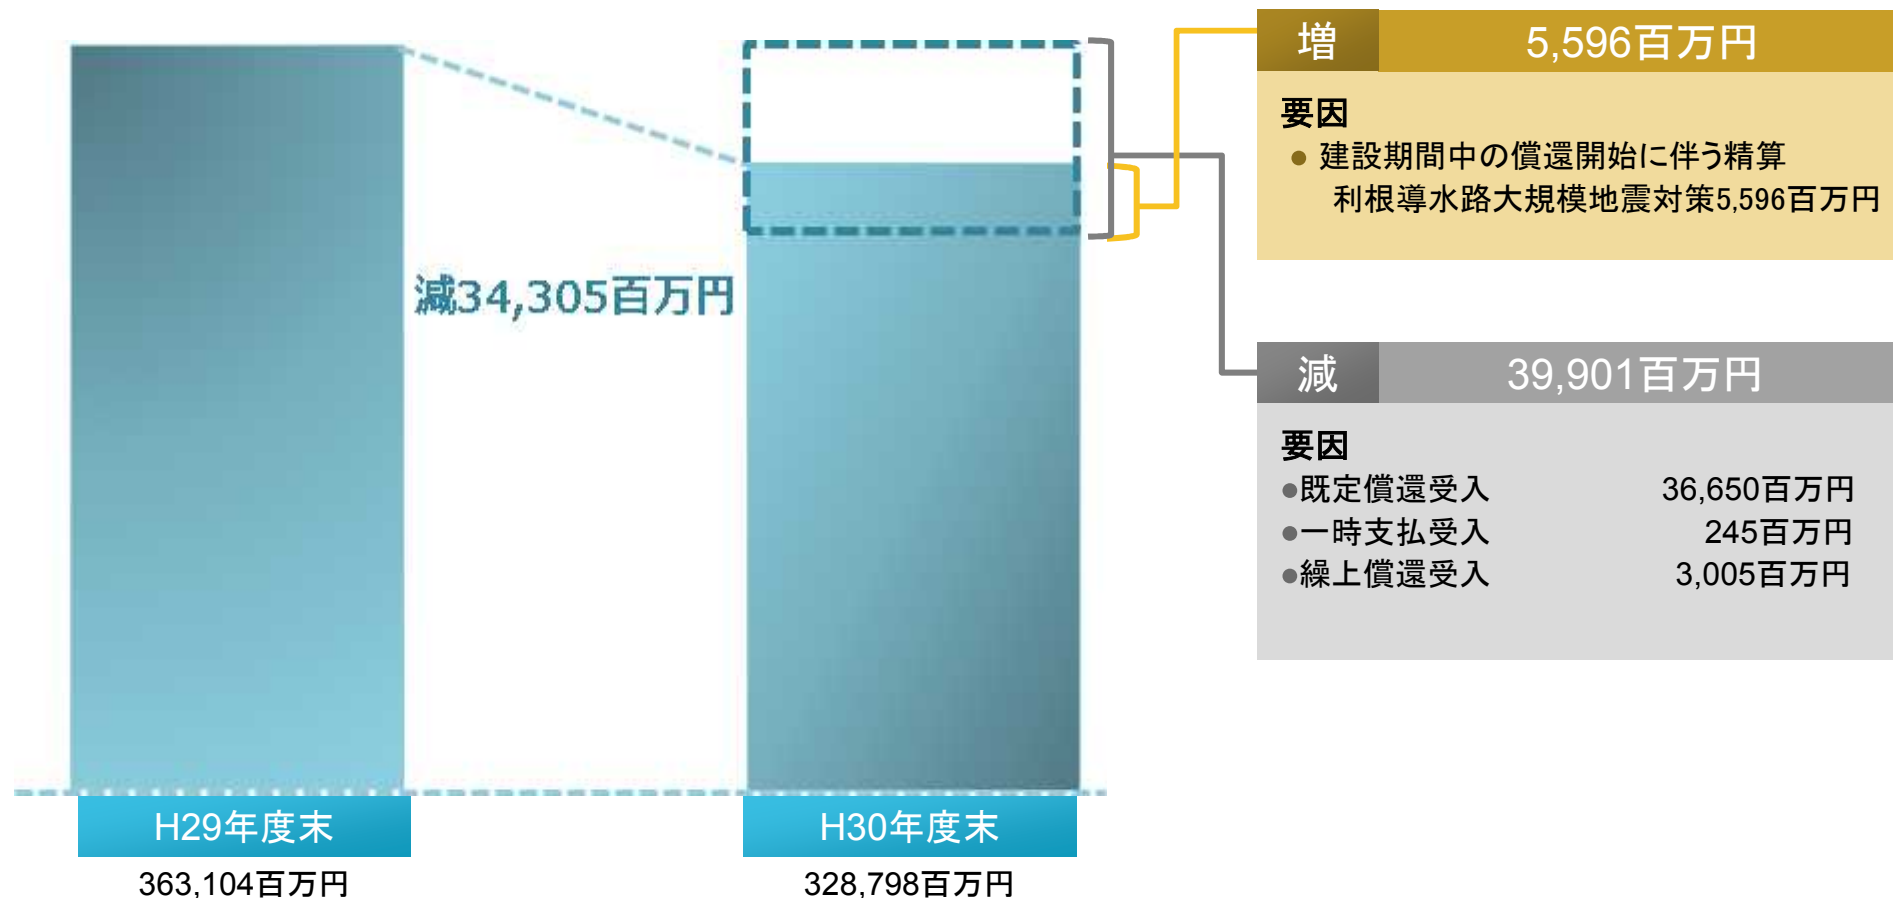 増 5,596百万円
要因
● 建設期間中の償還開始に伴う精算
利根導水路大規模地震対策5,596百万円
減34,305百万円
減 39,901百万円
要因
●既定償還受入 36,650百万円
●一時支払受入 245百万円
●繰上償還受入 3,005百万円
H29年度末 H30年度末
363,104百万円 328,798百万円